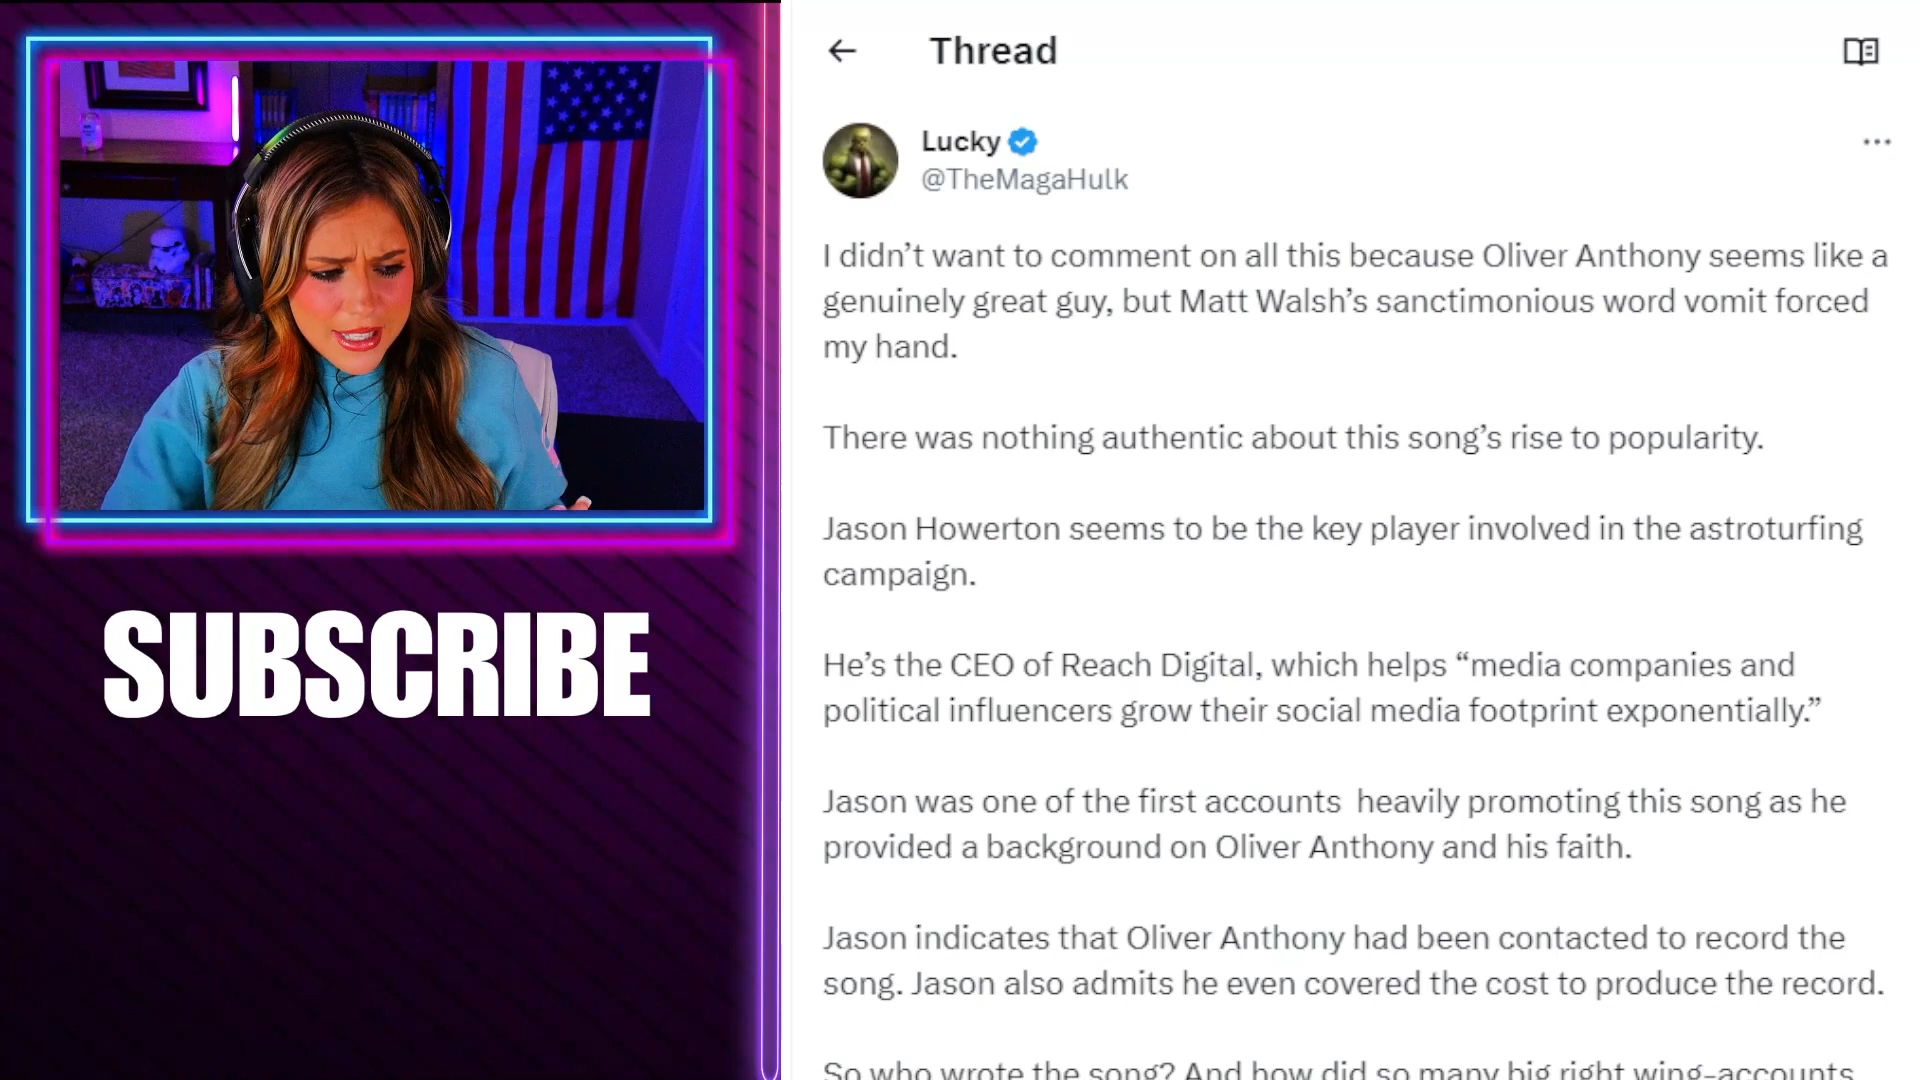 SUBSCRIBE
Thread
Lucky
@TheMagaHulk
I didn’t want to comment on all this because Oliver Anthony seems like a
genuinely great guy, but Matt Walsh’s sanctimonious word vomit forced
my hand.
There was nothing authentic about this song’s rise to popularity.
Jason Howerton seems to be the key player involved in the astroturfing
campaign.
He’s the CEO of Reach Digital, which helps “media companies and
political influencers grow their social media footprint exponentially.”
Jason was one of the first accounts  heavily promoting this song as he
provided a background on Oliver Anthony and his faith.
Jason indicates that Oliver Anthony had been contacted to record the
song. Jason also admits he even covered the cost to produce the record.
So who wrote the song? And how did so many big right wing-accounts